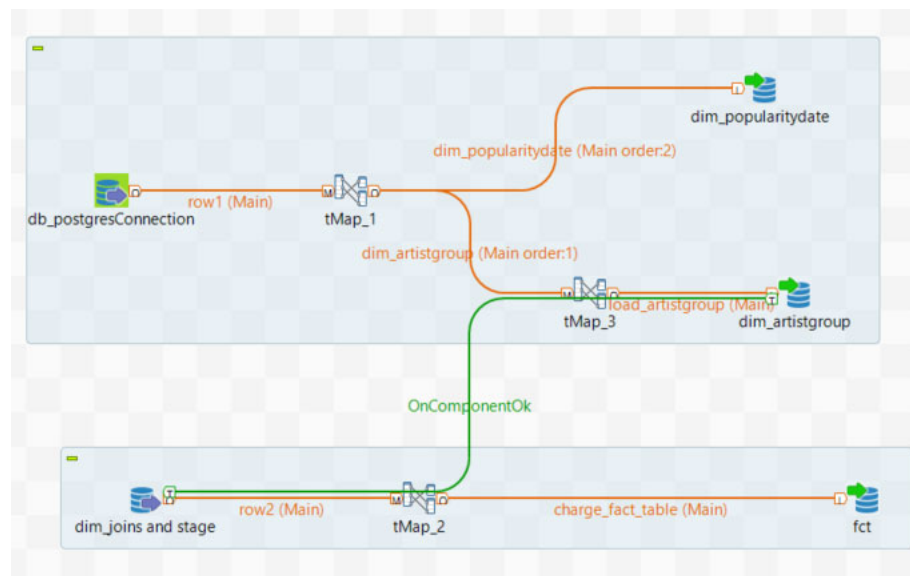 dim_popularitydate
dim_popularitydate (Main order:2)
row1 (Main)
db_postgresConnection
tMap_1
dim_artistgroup (Main order:1)
load_artistgroup (Main)
tMap_3
dim_artistgroup
OnComponentOk
row2 (Main)
charge_fact_table (Main)
dim_joins and stage
tMap_2
fct